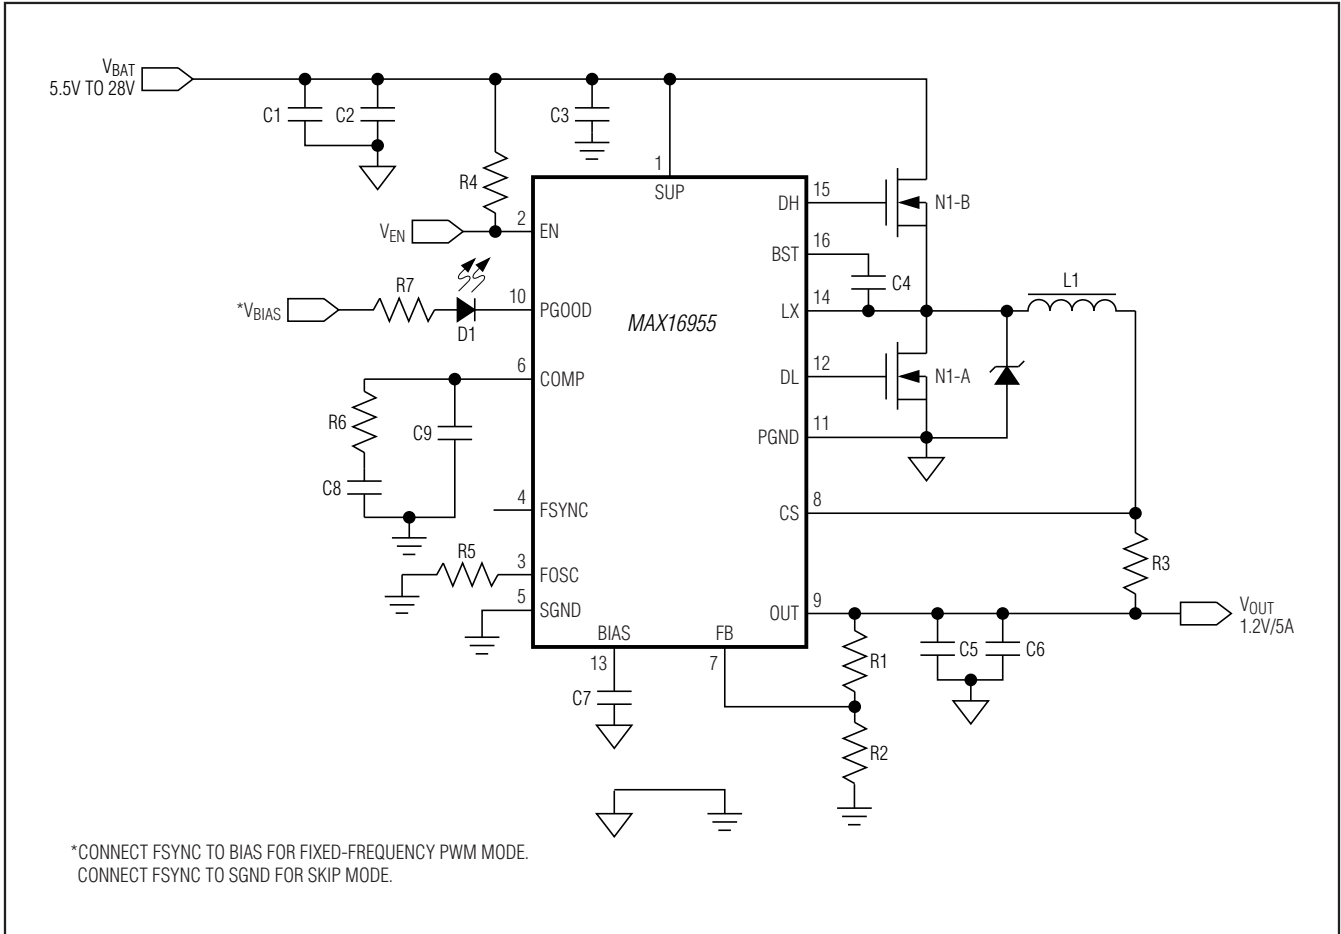 VBAT
5.5V TO 28V
C1
C2
C3
R4
1
SUP
DH
15
N1-B
VEN
2
EN
BST
16
C4
L1
*VBIAS
R7
D1
10
PGOOD
MAX16955
LX
14
6
COMP
DL
12
N1-A
R6
C9
PGND
11
C8
4
FSYNC
CS
8
R5
3
FOSC
R3
5
SGND
OUT
9
VOUT
1.2V/5A
BIAS
FB
13
7
R1
C5
C6
C7
R2
*CONNECT FSYNC TO BIAS FOR FIXED-FREQUENCY PWM MODE.
CONNECT FSYNC TO SGND FOR SKIP MODE.